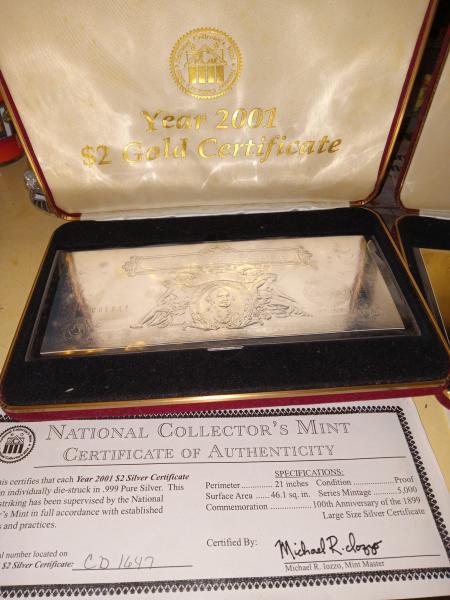 Year 2001
$2 Gold Certificate
NATIONAL COLLECTOR'S MINT
CERTIFICATE OF AUTHENTICITY
is certifies that each Year 2001 $2 Silver Certificate
n individually die-struck in .999 Pure Silver. This
striking has been supervised by the National
r's Mint in full accordance with established
s and practices.
SPECIFICATIONS:
Perimeter 21 inches Condition Proof
Surface Area 46.1 sq. in. Series Mintage 5,000
Commemoration 100th Anniversary of the 1899
Large Size Silver Certificate
al number located on
$2 Silver Certificate: CD 1647
Certified By: Michael R. Iozzo
Michael R. Iozzo, Mint Master